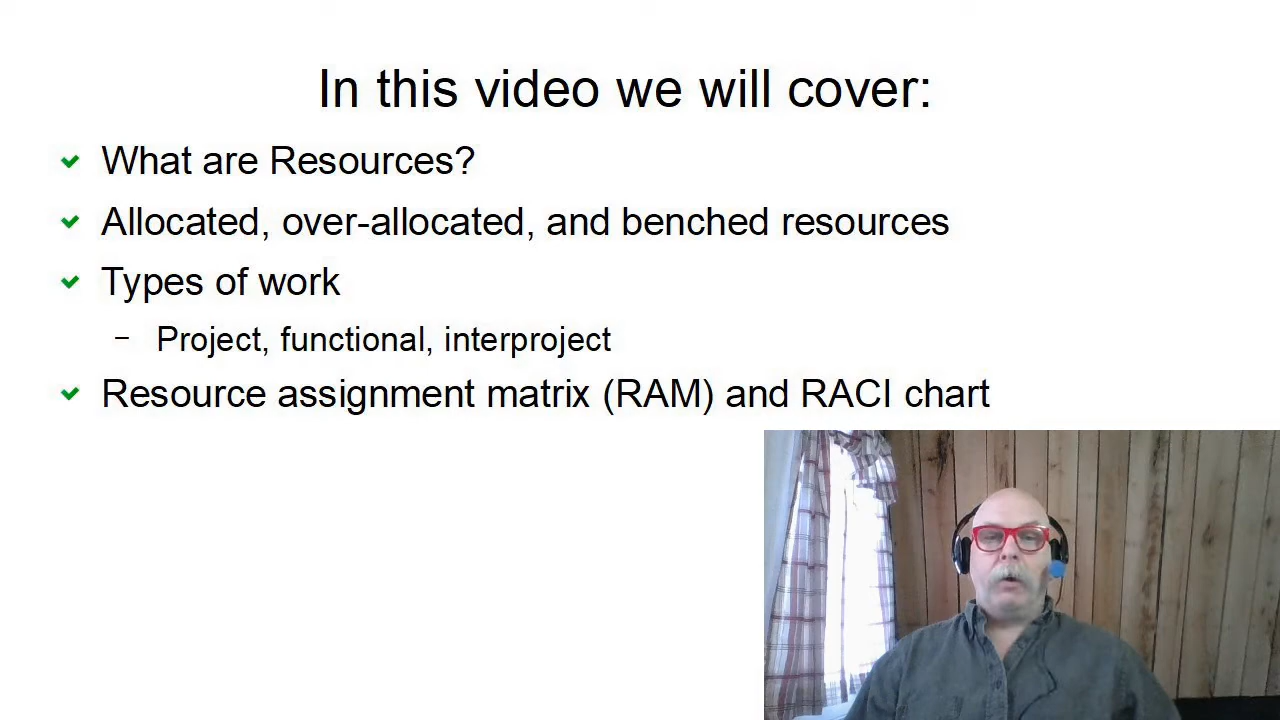 In this video we will cover:
What are Resources?
Allocated, over-allocated, and benched resources
Types of work
– Project, functional, interproject
Resource assignment matrix (RAM) and RACI chart